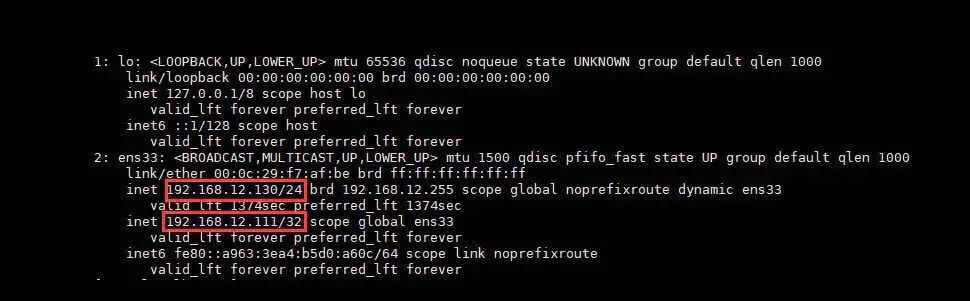 1: lo: <LOOPBACK,UP,LOWER_UP> mtu 65536 qdisc noqueue state UNKNOWN group default qlen 1000
link/loopback 00:00:00:00:00:00 brd 00:00:00:00:00:00
inet 127.0.0.1/8 scope host lo
valid_lft forever preferred_lft forever
inet6 ::1/128 scope host
valid_lft forever preferred_lft forever
2: ens33: <BROADCAST,MULTICAST,UP,LOWER_UP> mtu 1500 qdisc pfifo_fast state UP group default qlen 1000
link/ether 00:0c:29:f7:af:be brd ff:ff:ff:ff:ff:ff
inet 192.168.12.130/24 brd 192.168.12.255 scope global noprefixroute dynamic ens33
valid_lft 1374sec preferred_lft 1374sec
inet 192.168.12.111/32 scope global ens33
valid_lft forever preferred_lft forever
inet6 fe80::a963:3ea4:b5d0:a60c/64 scope link noprefixroute
valid_lft forever preferred_lft forever